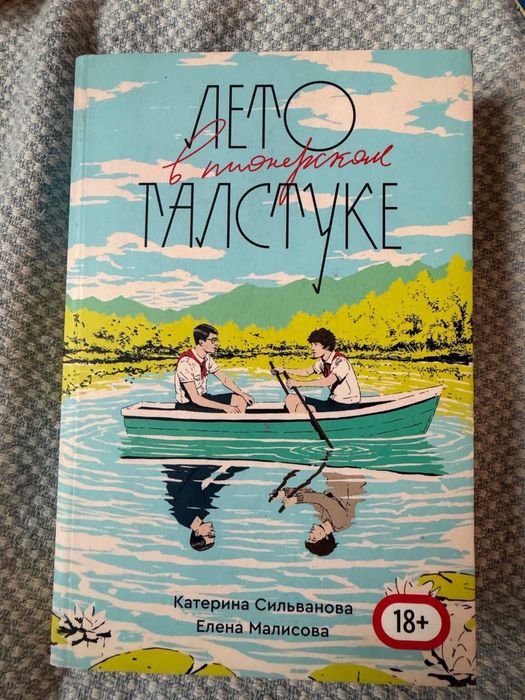 ЛЕТО
в пионерском
ГАЛСТУКЕ
Катерина Сильванова
Елена Малисова
18+